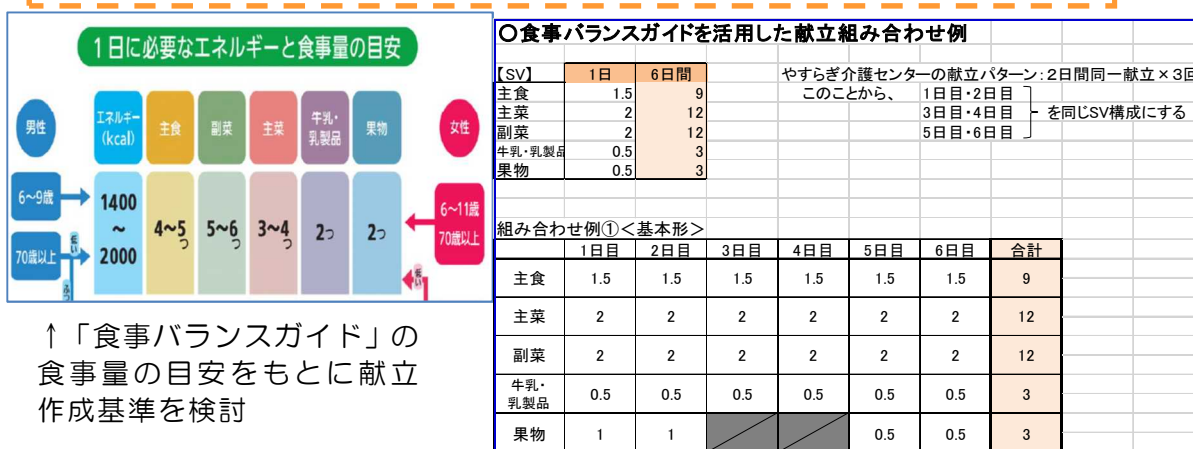 1日に必要なエネルギーと食事量の目安
男性
エネルギー
(kcal)
主食
副菜
主菜
牛乳・
乳製品
果物
女性
6~9歳
70歳以上
低い
1400
~
2000
4~5つ
5~6つ
3~4つ
2つ
2つ
6~11歳
70歳以上
低い
↑「食事バランスガイド」の
食事量の目安をもとに献立
作成基準を検討
〇食事バランスガイドを活用した献立組み合わせ例
【SV】 1日 6日間 やすらぎ介護センターの献立パターン:2日間同一献立×3回
主食 1.5 9 このことから、 1日目・2日目
主菜 2 12 3日目・4日目 を同じSV構成にする
副菜 2 12 5日目・6日目
牛乳・乳製品 0.5 3
果物 0.5 3
組み合わせ例①<基本形>
1日目 2日目 3日目 4日目 5日目 6日目 合計
主食 1.5 1.5 1.5 1.5 1.5 1.5 9
主菜 2 2 2 2 2 2 12
副菜 2 2 2 2 2 2 12
牛乳・
乳製品 0.5 0.5 0.5 0.5 0.5 0.5 3
果物 1 1 0.5 0.5 3